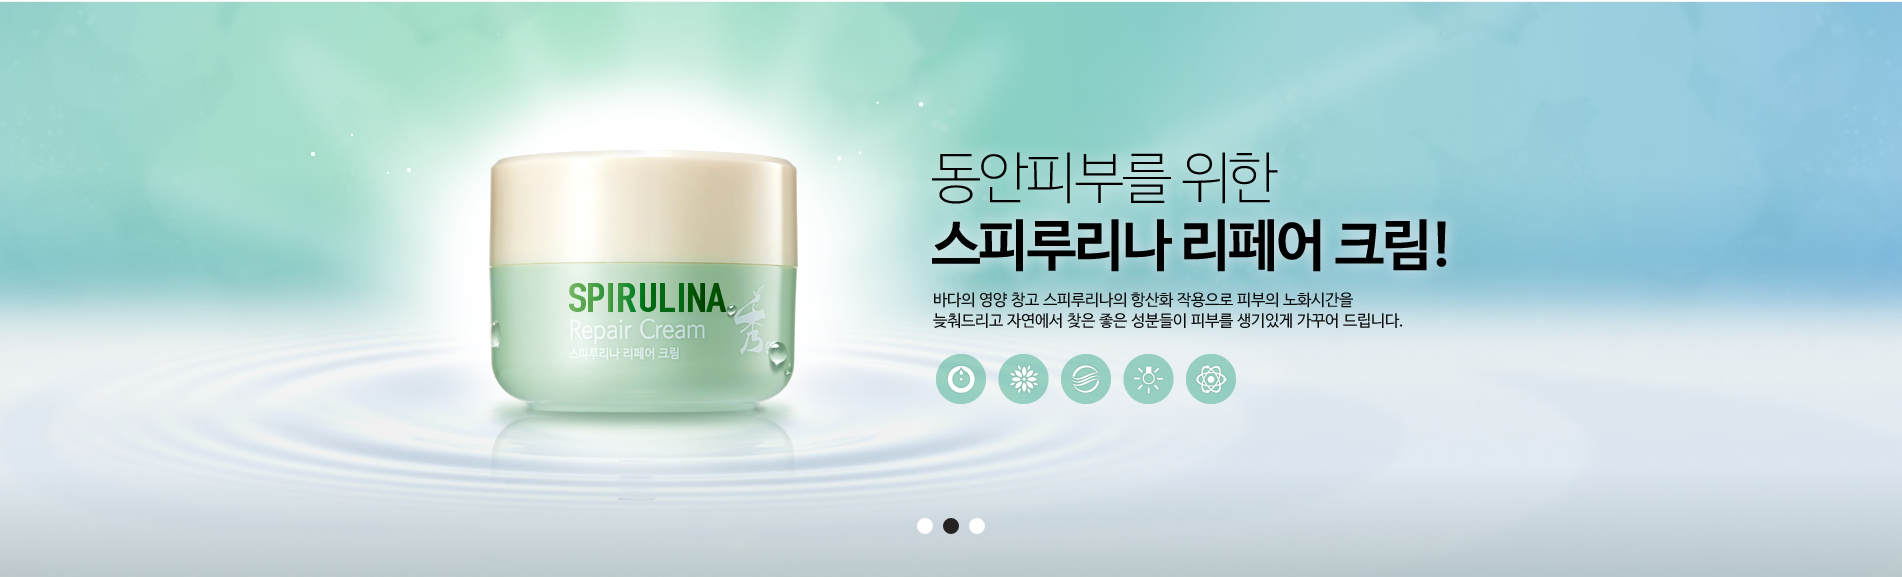 동안피부를 위한
스피루리나 리페어 크림!
바다의 영양 창고 스피루리나의 항산화 작용으로 피부의 노화시간을
늦춰드리고 자연에서 찾은 좋은 성분들이 피부를 생기있게 가꾸어 드립니다.
SPIRULINA
Repair Cream
스피루리나 리페어 크림
秀